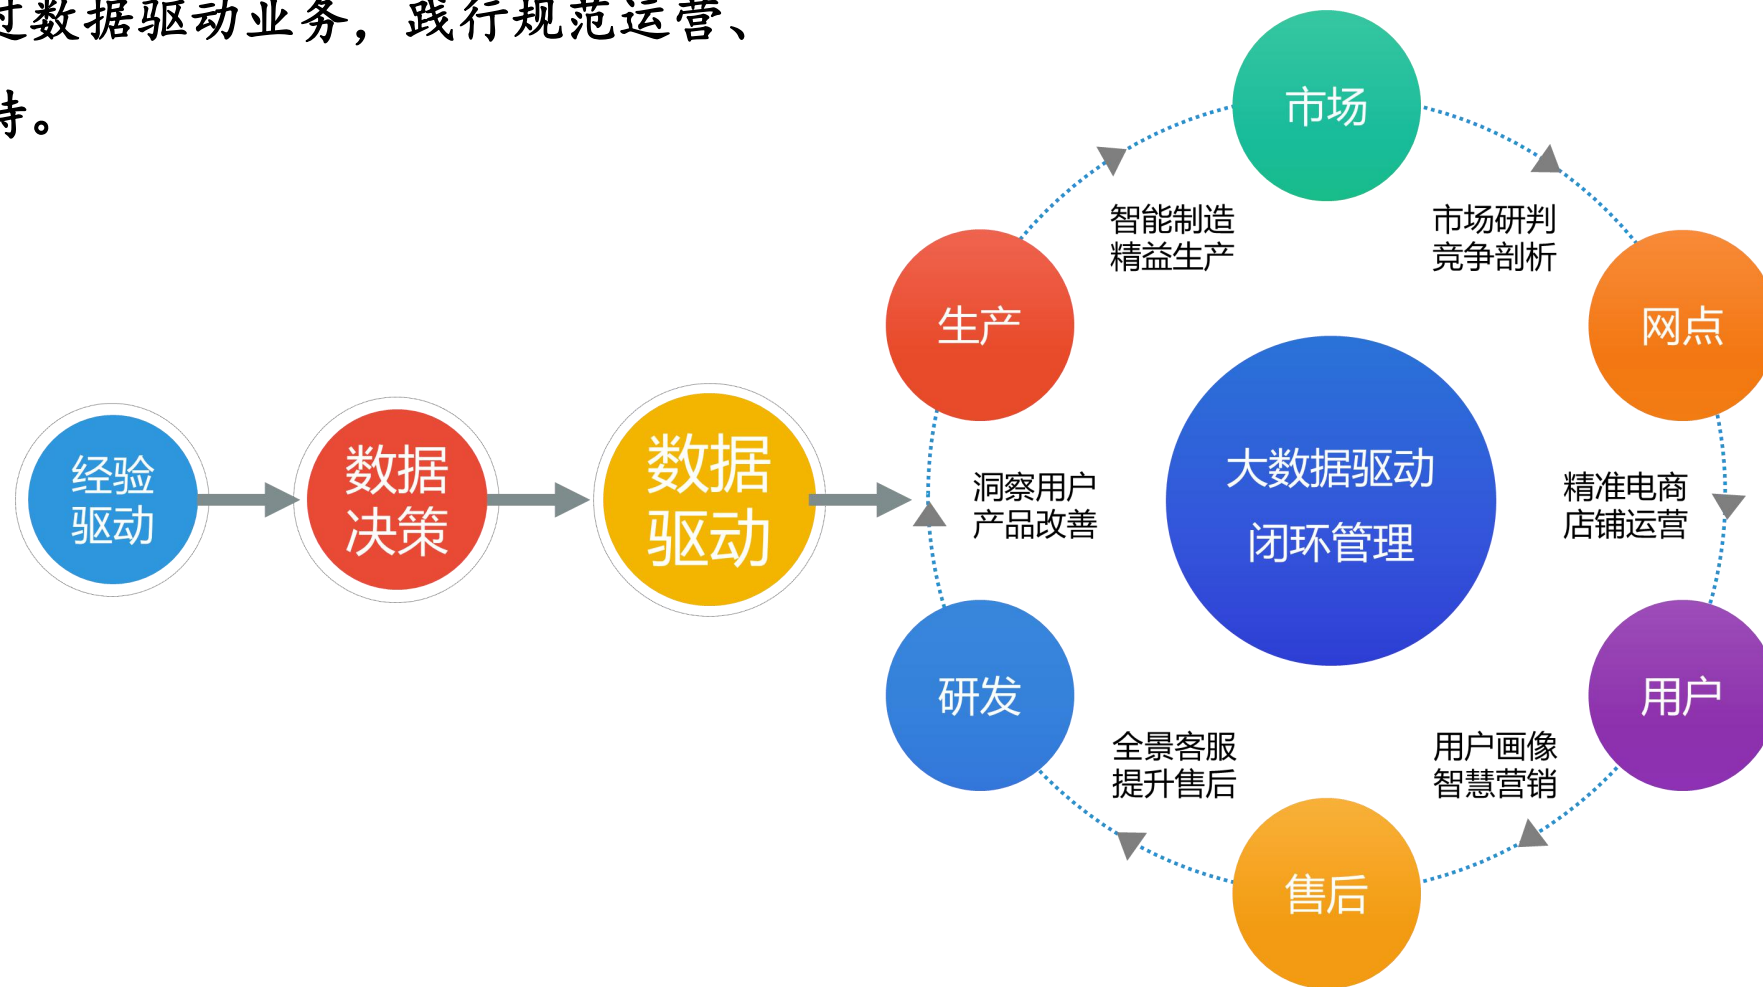 过数据驱动业务，践行规范运营、
持。
经验
驱动
数据
决策
数据
驱动
市场
网点
用户
售后
研发
生产
市场研判
竞争剖析
精准电商
店铺运营
用户画像
智慧营销
全景客服
提升售后
洞察用户
产品改善
智能制造
精益生产
大数据驱动
闭环管理